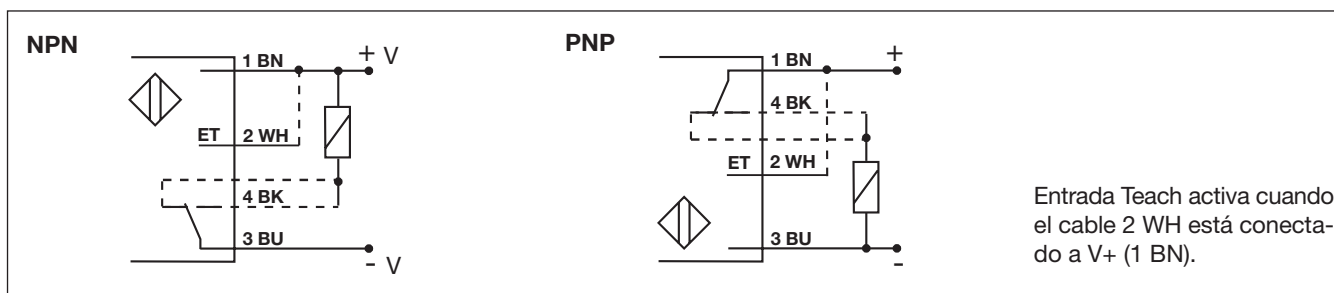 NPN
1 BN
+ V
ET 2 WH
4 BK
3 BU
- V
PNP
1 BN
+
4 BK
ET 2 WH
3 BU
-
Entrada Teach activa cuando
el cable 2 WH está conecta-
do a V+ (1 BN).